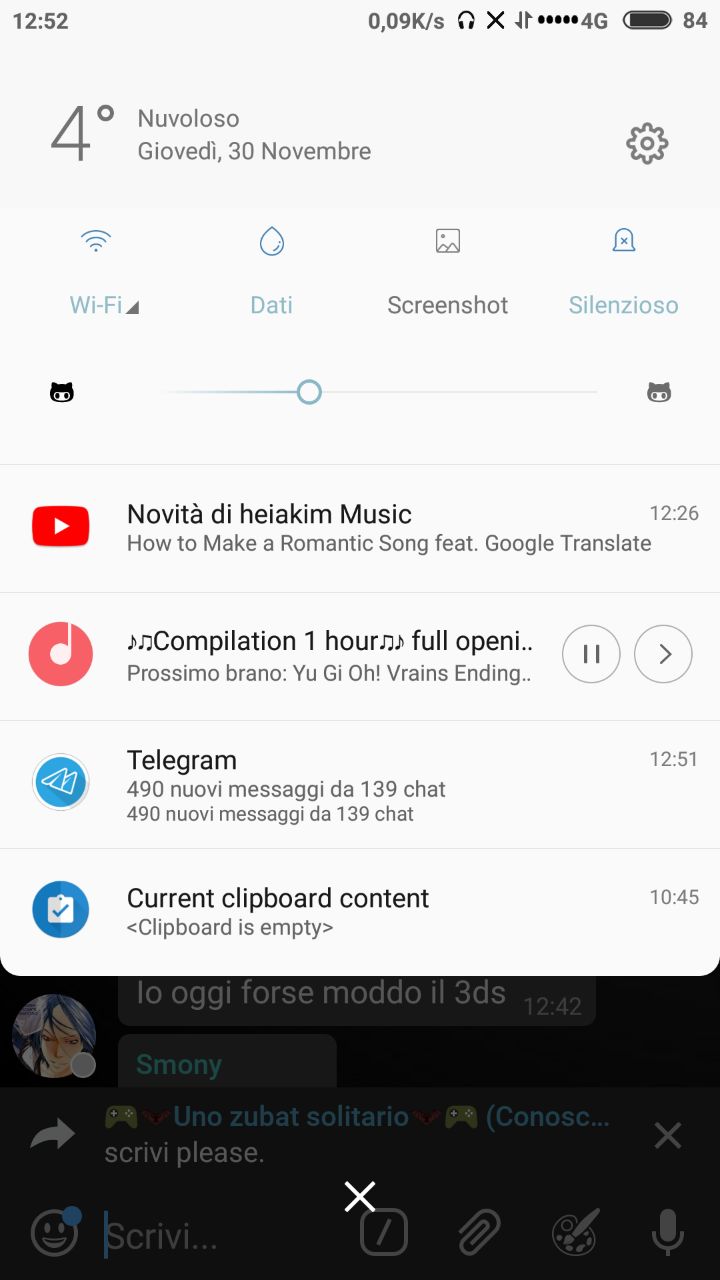 12:52
0,09K/s 4G 84
4° Nuvoloso
Giovedì, 30 Novembre
Wi-Fi Dati Screenshot Silenzioso
Novità di heiakim Music 12:26
How to Make a Romantic Song feat. Google Translate
♪♫Compilation 1 hour♫♪ full openi..
Prossimo brano: Yu Gi Oh! Vrains Ending..
Telegram 12:51
490 nuovi messaggi da 139 chat
490 nuovi messaggi da 139 chat
Current clipboard content 10:45
<Clipboard is empty>
Io oggi forse moddo il 3ds 12:42
Smony
🎮🦇Uno zubat solitario🦇🎮 (Conosc...
scrivi please.
Scrivi...